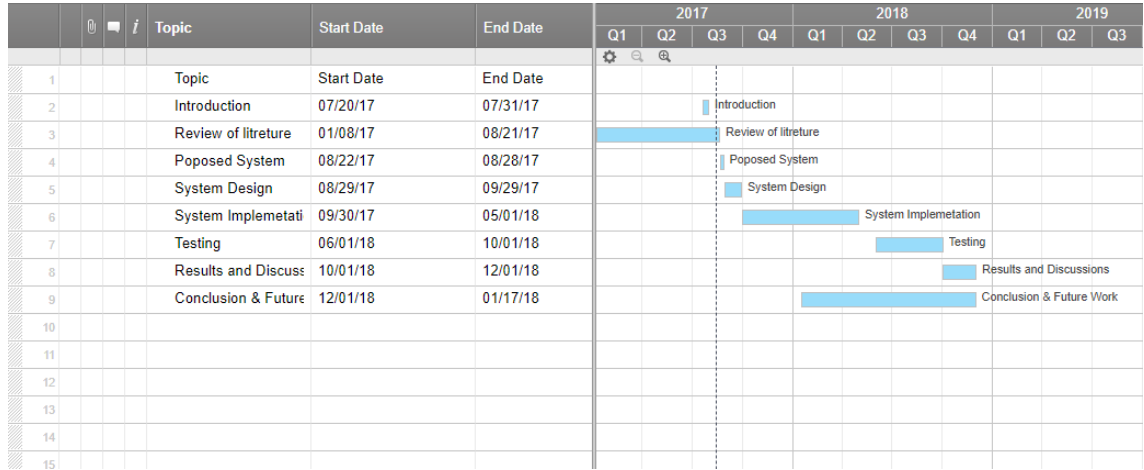 2017 2018 2019
i Topic Start Date End Date Q1 Q2 Q3 Q4 Q1 Q2 Q3 Q4 Q1 Q2 Q3
1 Topic Start Date End Date
2 Introduction 07/20/17 07/31/17 Introduction
3 Review of litreture 01/08/17 08/21/17 Review of litreture
4 Poposed System 08/22/17 08/28/17 Poposed System
5 System Design 08/29/17 09/29/17 System Design
6 System Implemetati 09/30/17 05/01/18 System Implemetation
7 Testing 06/01/18 10/01/18 Testing
8 Results and Discuss 10/01/18 12/01/18 Results and Discussions
9 Conclusion & Future 12/01/18 01/17/18 Conclusion & Future Work
10
11
12
13
14
15